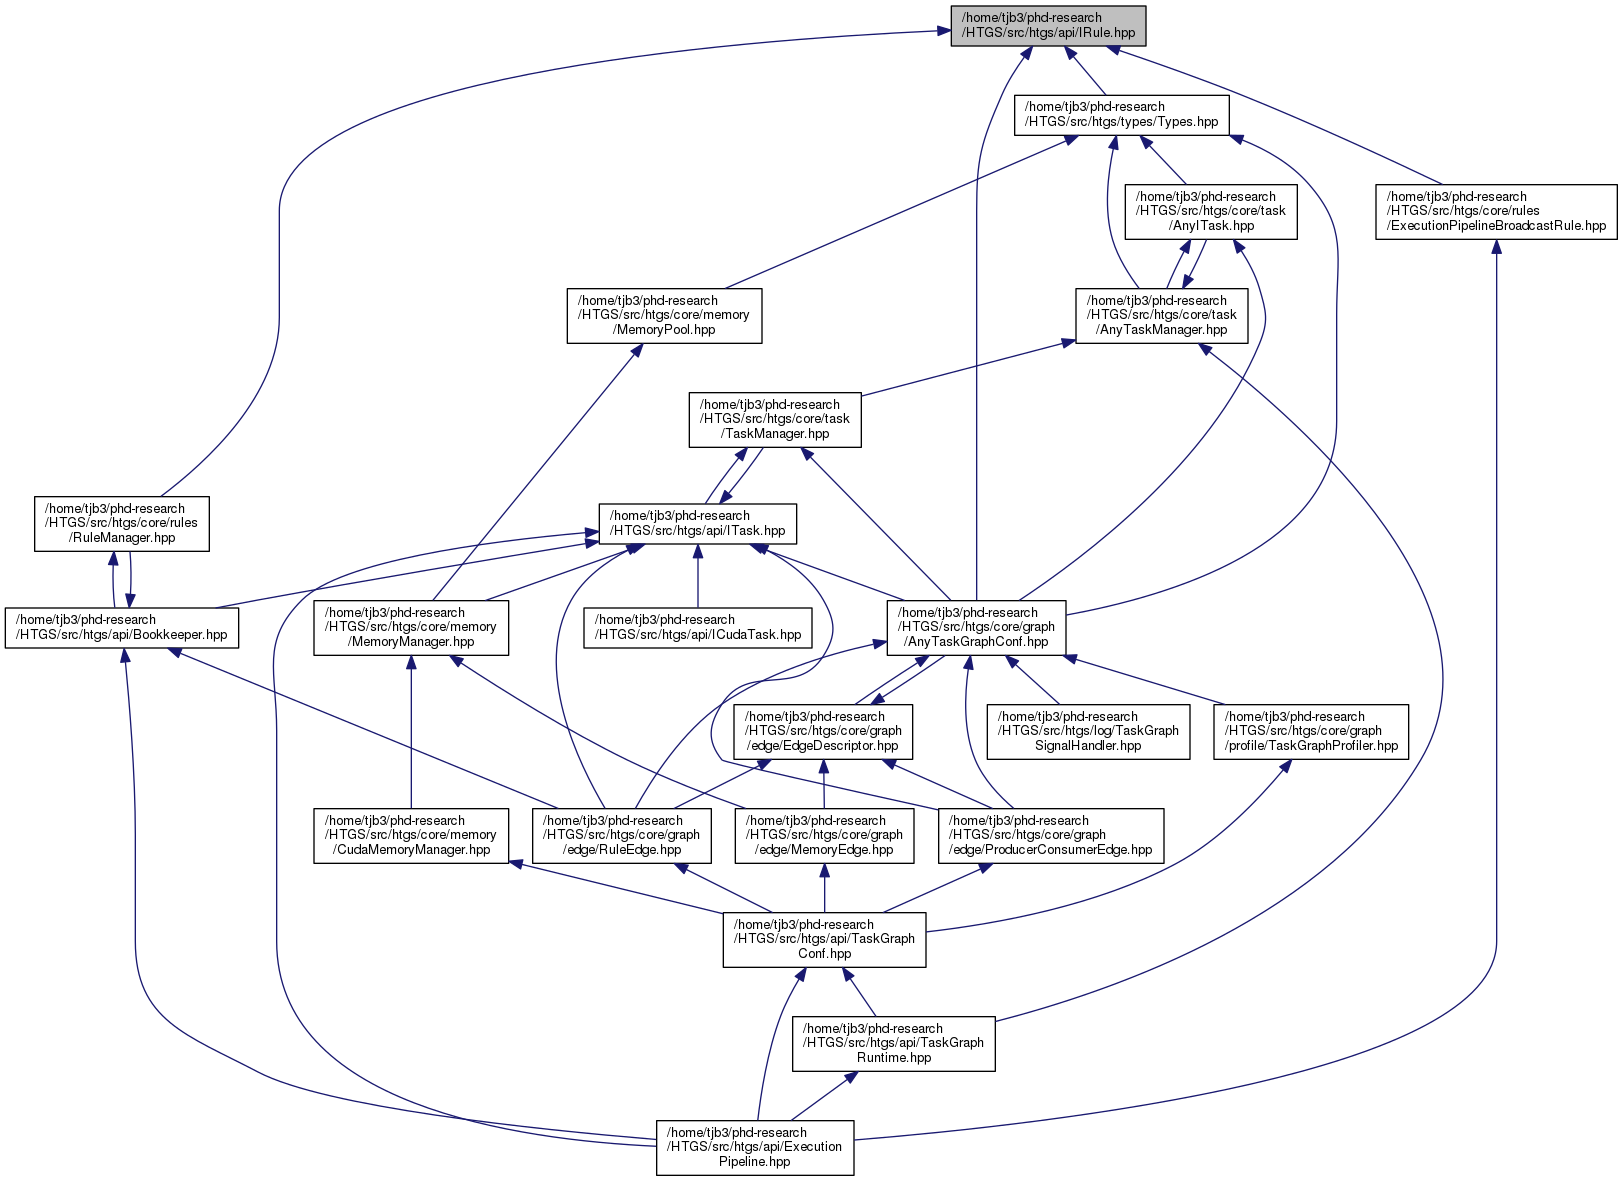 /home/tjb3/phd-research
/HTGS/src/htgs/api/IRule.hpp
/home/tjb3/phd-research
/HTGS/src/htgs/types/Types.hpp
/home/tjb3/phd-research
/HTGS/src/htgs/core/task
/AnyITask.hpp
/home/tjb3/phd-research
/HTGS/src/htgs/core/rules
/ExecutionPipelineBroadcastRule.hpp
/home/tjb3/phd-research
/HTGS/src/htgs/core/memory
/MemoryPool.hpp
/home/tjb3/phd-research
/HTGS/src/htgs/core/task
/AnyTaskManager.hpp
/home/tjb3/phd-research
/HTGS/src/htgs/core/task
/TaskManager.hpp
/home/tjb3/phd-research
/HTGS/src/htgs/core/rules
/RuleManager.hpp
/home/tjb3/phd-research
/HTGS/src/htgs/api/ITask.hpp
/home/tjb3/phd-research
/HTGS/src/htgs/api/Bookkeeper.hpp
/home/tjb3/phd-research
/HTGS/src/htgs/core/memory
/MemoryManager.hpp
/home/tjb3/phd-research
/HTGS/src/htgs/api/ICudaTask.hpp
/home/tjb3/phd-research
/HTGS/src/htgs/core/graph
/AnyTaskGraphConf.hpp
/home/tjb3/phd-research
/HTGS/src/htgs/core/graph
/edge/EdgeDescriptor.hpp
/home/tjb3/phd-research
/HTGS/src/htgs/log/TaskGraph
SignalHandler.hpp
/home/tjb3/phd-research
/HTGS/src/htgs/core/graph
/profile/TaskGraphProfiler.hpp
/home/tjb3/phd-research
/HTGS/src/htgs/core/memory
/CudaMemoryManager.hpp
/home/tjb3/phd-research
/HTGS/src/htgs/core/graph
/edge/RuleEdge.hpp
/home/tjb3/phd-research
/HTGS/src/htgs/core/graph
/edge/MemoryEdge.hpp
/home/tjb3/phd-research
/HTGS/src/htgs/core/graph
/edge/ProducerConsumerEdge.hpp
/home/tjb3/phd-research
/HTGS/src/htgs/api/TaskGraph
Conf.hpp
/home/tjb3/phd-research
/HTGS/src/htgs/api/TaskGraph
Runtime.hpp
/home/tjb3/phd-research
/HTGS/src/htgs/api/Execution
Pipeline.hpp